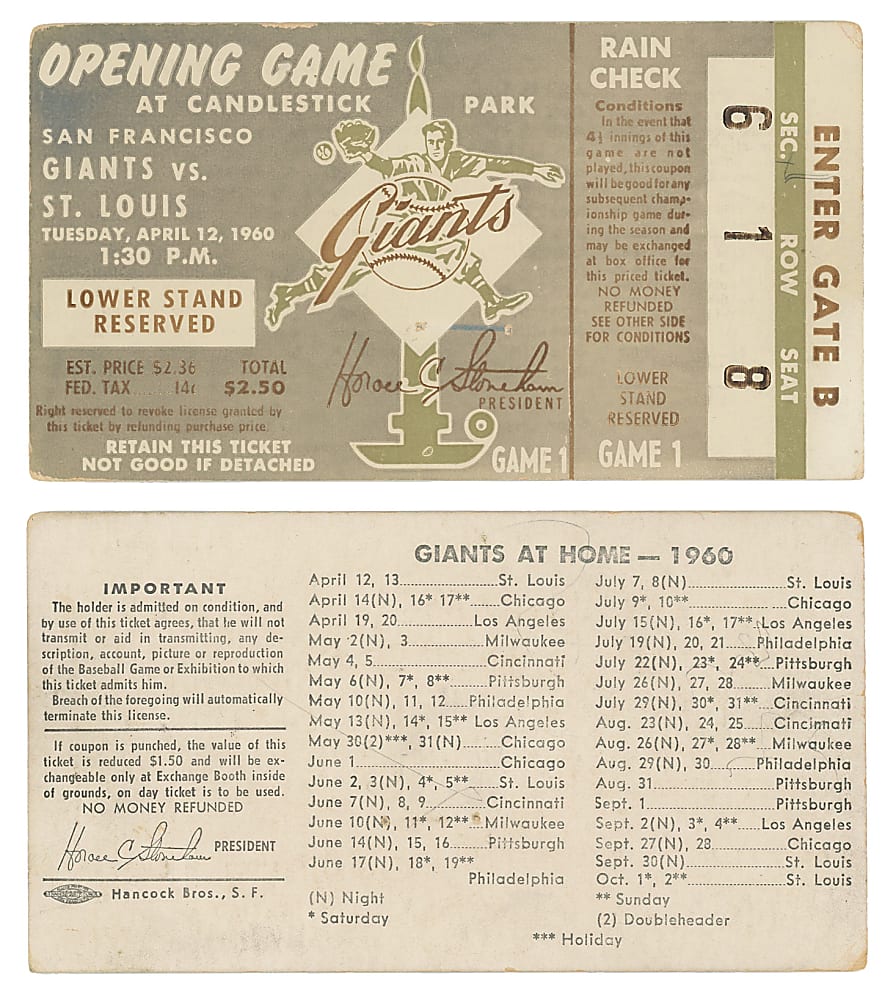 OPENING GAME
AT CANDLESTICK PARK
SAN FRANCISCO
GIANTS VS.
ST. LOUIS
TUESDAY, APRIL 12, 1960
1:30 P.M.
LOWER STAND
RESERVED
EST. PRICE $2.36 TOTAL
FED. TAX ...... 14c $2.50
Right reserved to revoke license granted by
this ticket by refunding purchase price.
RETAIN THIS TICKET
NOT GOOD IF DETACHED
Giants
Horace C Stoneham
PRESIDENT
GAME 1
RAIN
CHECK
Conditions
In the event that
4½ innings of this
game are not
played, this coupon
will be good for any
subsequent champ-
ionship game dur-
ing the season and
may be exchanged
at box office for
this priced ticket.
NO MONEY
REFUNDED
SEE OTHER SIDE
FOR CONDITIONS
LOWER
STAND
RESERVED
GAME 1
6 1 8
SEC. ROW SEAT
ENTER GATE B
IMPORTANT
The holder is admitted on condition, and
by use of this ticket agrees, that he will not
transmit or aid in transmitting, any de-
scription, account, picture or reproduction
of the Baseball Game or Exhibition to which
this ticket admits him.
Breach of the foregoing will automatically
terminate this license.
If coupon is punched, the value of this
ticket is reduced $1.50 and will be ex-
changeable only at Exchange Booth inside
of grounds, on day ticket is to be used.
NO MONEY REFUNDED
Horace C Stoneham PRESIDENT
Hancock Bros., S. F.
GIANTS AT HOME — 1960
April 12, 13......St. Louis
April 14(N), 16* 17**......Chicago
April 19, 20......Los Angeles
May 2(N), 3......Milwaukee
May 4, 5......Cincinnati
May 6(N), 7*, 8**......Pittsburgh
May 10(N), 11, 12......Philadelphia
May 13(N), 14*, 15** Los Angeles
May 30(2)***, 31(N)......Chicago
June 1......Chicago
June 2, 3(N), 4*, 5**......St. Louis
June 7(N), 8, 9......Cincinnati
June 10(N), 11*, 12**......Milwaukee
June 14(N), 15, 16......Pittsburgh
June 17(N), 18*, 19**
Philadelphia
(N) Night
* Saturday
July 7, 8(N)......St. Louis
July 9*, 10**......Chicago
July 15(N), 16*, 17**..Los Angeles
July 19(N), 20, 21......Philadelphia
July 22(N), 23*, 24**..Pittsburgh
July 26(N), 27, 28......Milwaukee
July 29(N), 30*, 31**..Cincinnati
Aug. 23(N), 24, 25......Cincinnati
Aug. 26(N), 27*, 28**..Milwaukee
Aug. 29(N), 30......Philadelphia
Aug. 31......Pittsburgh
Sept. 1......Pittsburgh
Sept. 2(N), 3*, 4**......Los Angeles
Sept. 27(N), 28......Chicago
Sept. 30(N)......St. Louis
Oct. 1*, 2**......St. Louis
** Sunday
(2) Doubleheader
*** Holiday